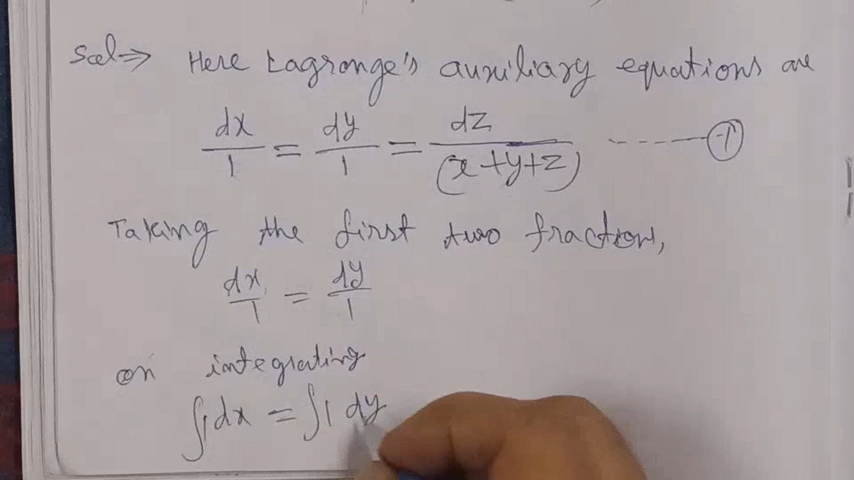 Sol⇒ Here Lagrange's auxiliary equations are
dx/1 = dy/1 = dz/(x+y+z) -----①
Taking the first two fraction,
dx/1 = dy/1
on integrating
∫1 dx = ∫1 dy